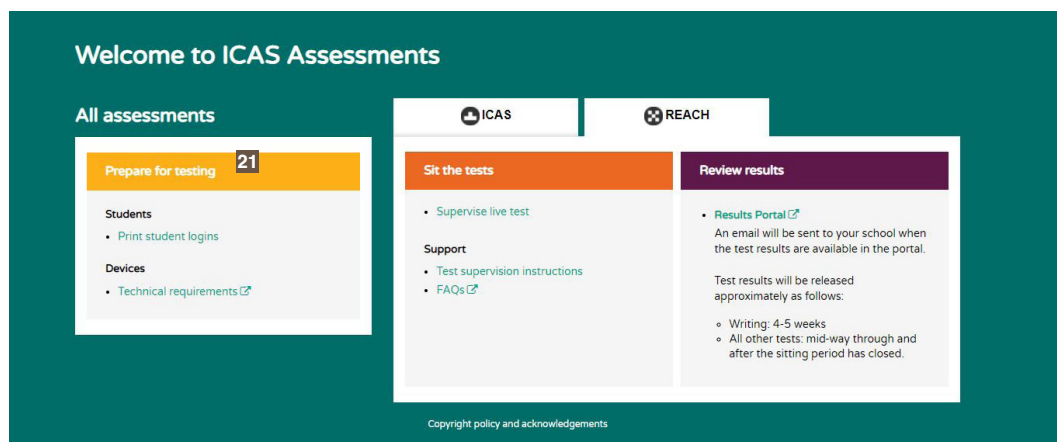 Welcome to ICAS Assessments
All assessments
ICAS
REACH
Prepare for testing
21
Students
• Print student logins
Devices
• Technical requirements
Sit the tests
• Supervise live test
Support
• Test supervision instructions
• FAQs
Review results
• Results Portal
An email will be sent to your school when
the test results are available in the portal.
Test results will be released
approximately as follows:
◦ Writing: 4-5 weeks
◦ All other tests: mid-way through and
after the sitting period has closed.
Copyright policy and acknowledgements